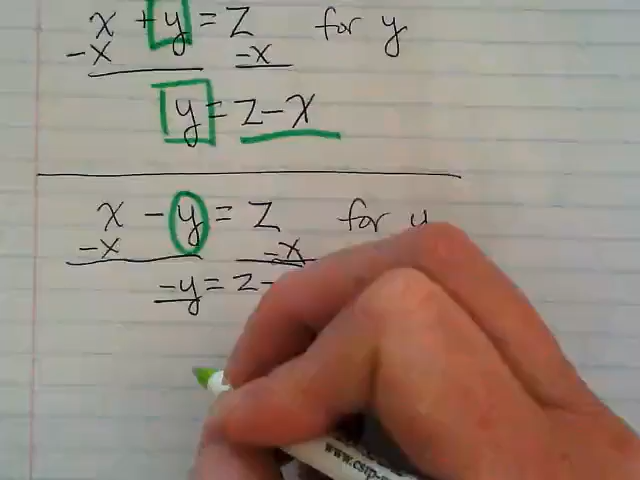 x + y = z for y
-x -x
y = z - x
x - y = z for y
-x -x
-y = z -